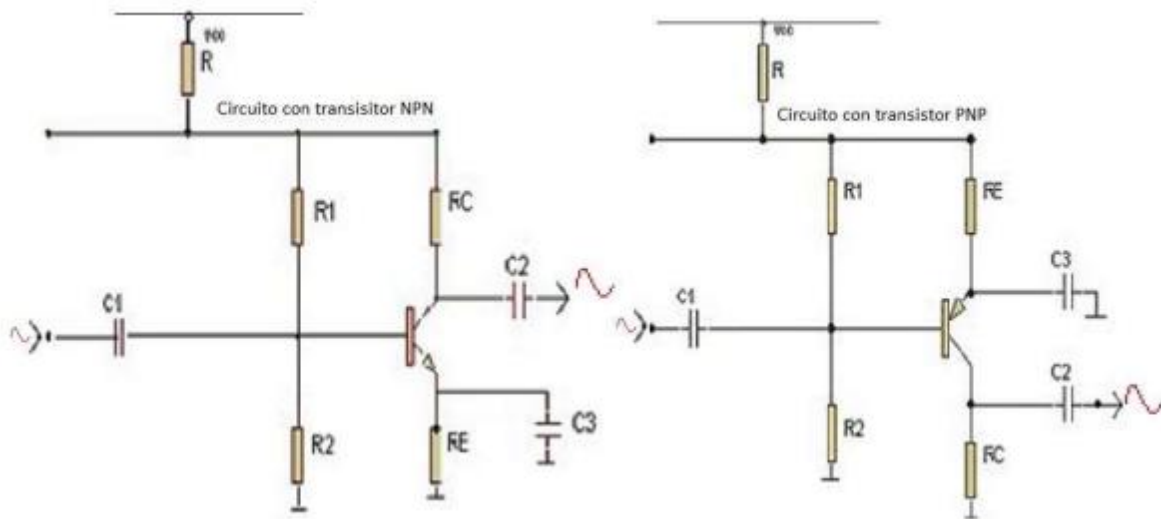 R
Circuito con transisitor NPN
R1
RC
C2
C1
R2
RE
C3
R
Circuito con transistor PNP
R1
RE
C3
C1
C2
R2
RC